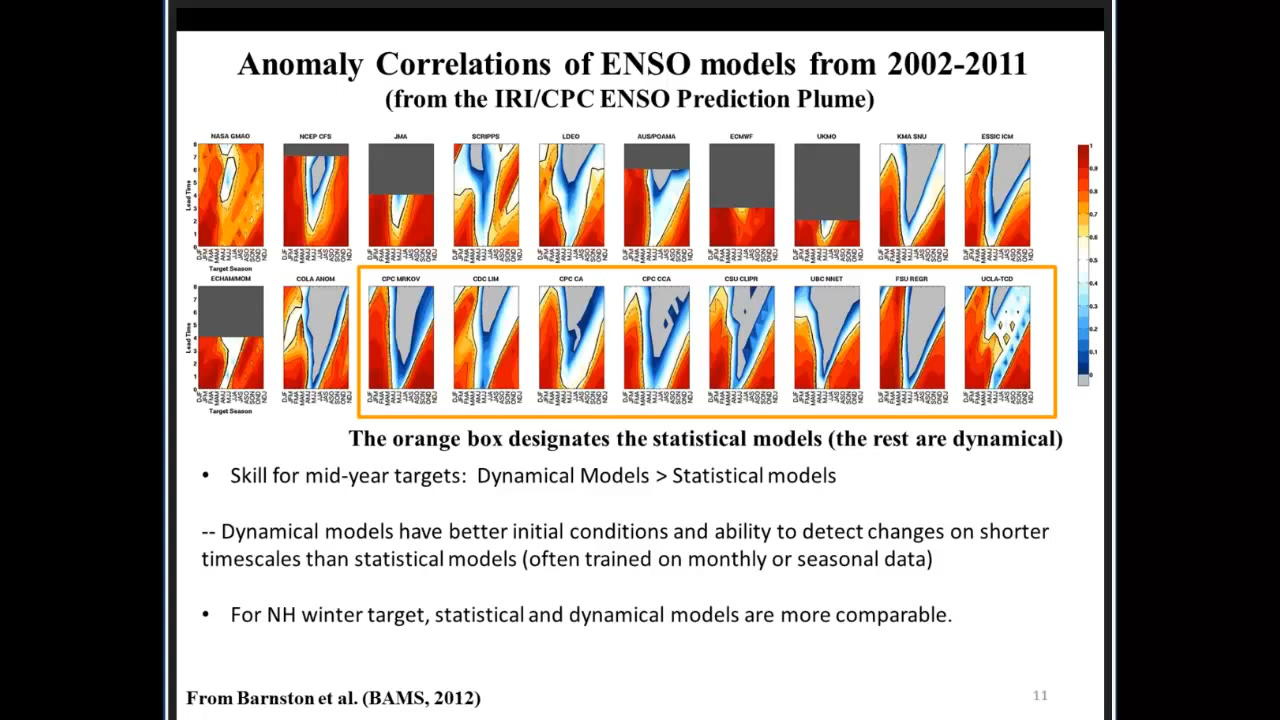 Anomaly Correlations of ENSO models from 2002-2011
(from the IRI/CPC ENSO Prediction Plume)
NASA GMAO NCEP CFS JMA SCRIPPS LDEO AUS/POAMA ECMWF UKMO KMA SNU ESSIC ICM
Lead Time
Target Season
ECHAM/MOM COLA ANOM CPC MRKOV CDC LIM CPC CA CPC CCA CSU CLIPR UBC NNET FSU REGR UCLA-TCD
Lead Time
Target Season
The orange box designates the statistical models (the rest are dynamical)
• Skill for mid-year targets: Dynamical Models > Statistical models
-- Dynamical models have better initial conditions and ability to detect changes on shorter
timescales than statistical models (often trained on monthly or seasonal data)
• For NH winter target, statistical and dynamical models are more comparable.
From Barnston et al. (BAMS, 2012)
11